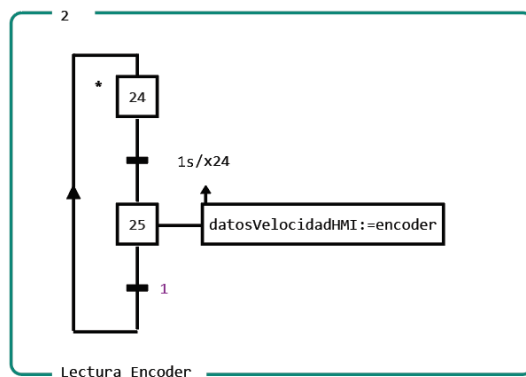 2
*
24
1s/x24
25
datosVelocidadHMI:=encoder
1
Lectura Encoder